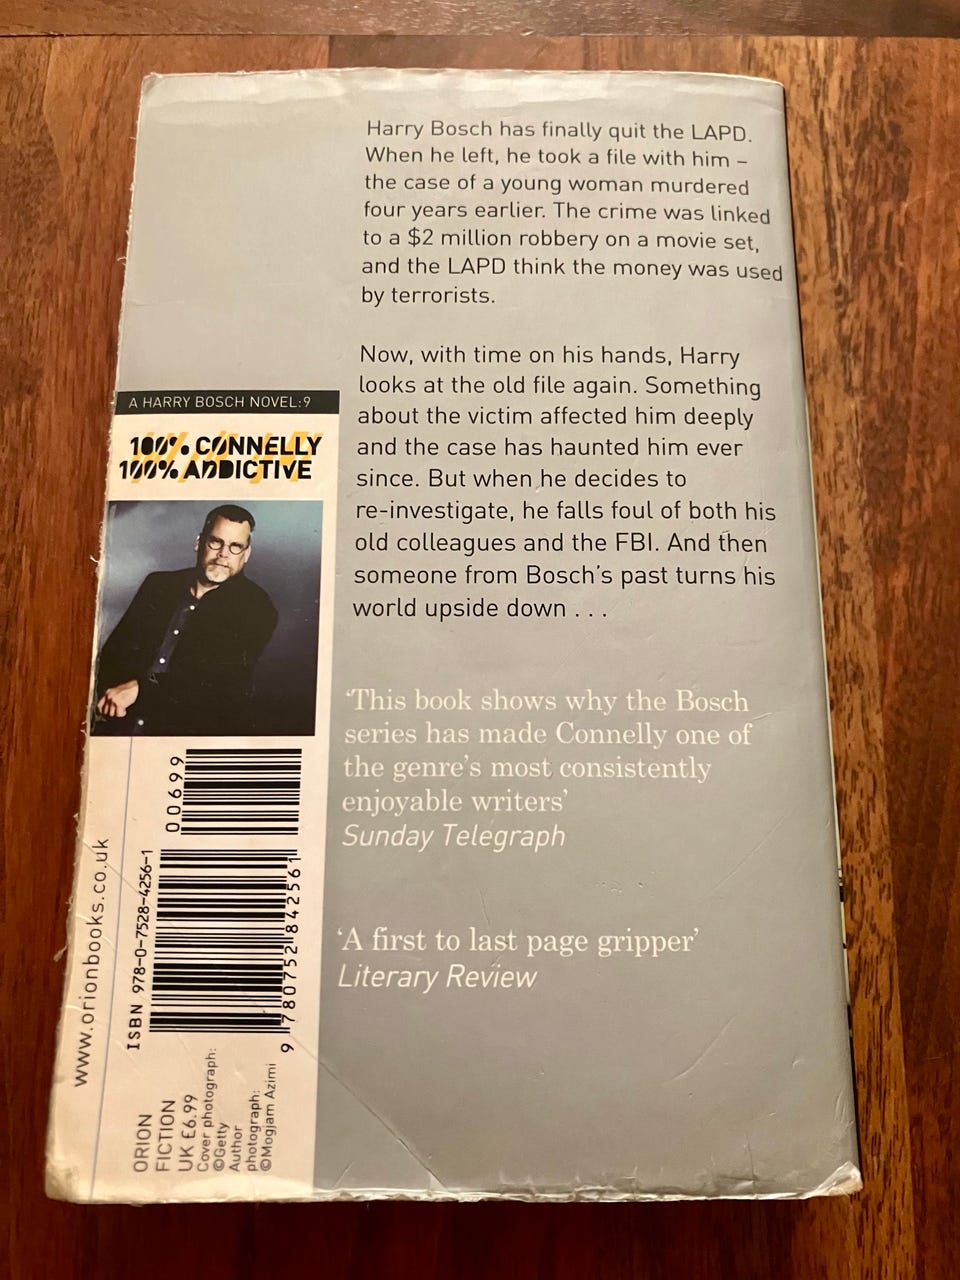 Harry Bosch has finally quit the LAPD.
When he left, he took a file with him –
the case of a young woman murdered
four years earlier. The crime was linked
to a $2 million robbery on a movie set,
and the LAPD think the money was used
by terrorists.
Now, with time on his hands, Harry
looks at the old file again. Something
about the victim affected him deeply
and the case has haunted him ever
since. But when he decides to
re-investigate, he falls foul of both his
old colleagues and the FBI. And then
someone from Bosch's past turns his
world upside down . . .
‘This book shows why the Bosch
series has made Connelly one of
the genre's most consistently
enjoyable writers’
Sunday Telegraph
‘A first to last page gripper’
Literary Review
A HARRY BOSCH NOVEL:9
100% CONNELLY
100% ADDICTIVE
00699
www.orionbooks.co.uk
ISBN 978-0-7528-4256-1
9 780752 842561
ORION
FICTION
UK £6.99
Cover photograph:
©Getty
Author
photograph:
©Mogjam Azimi